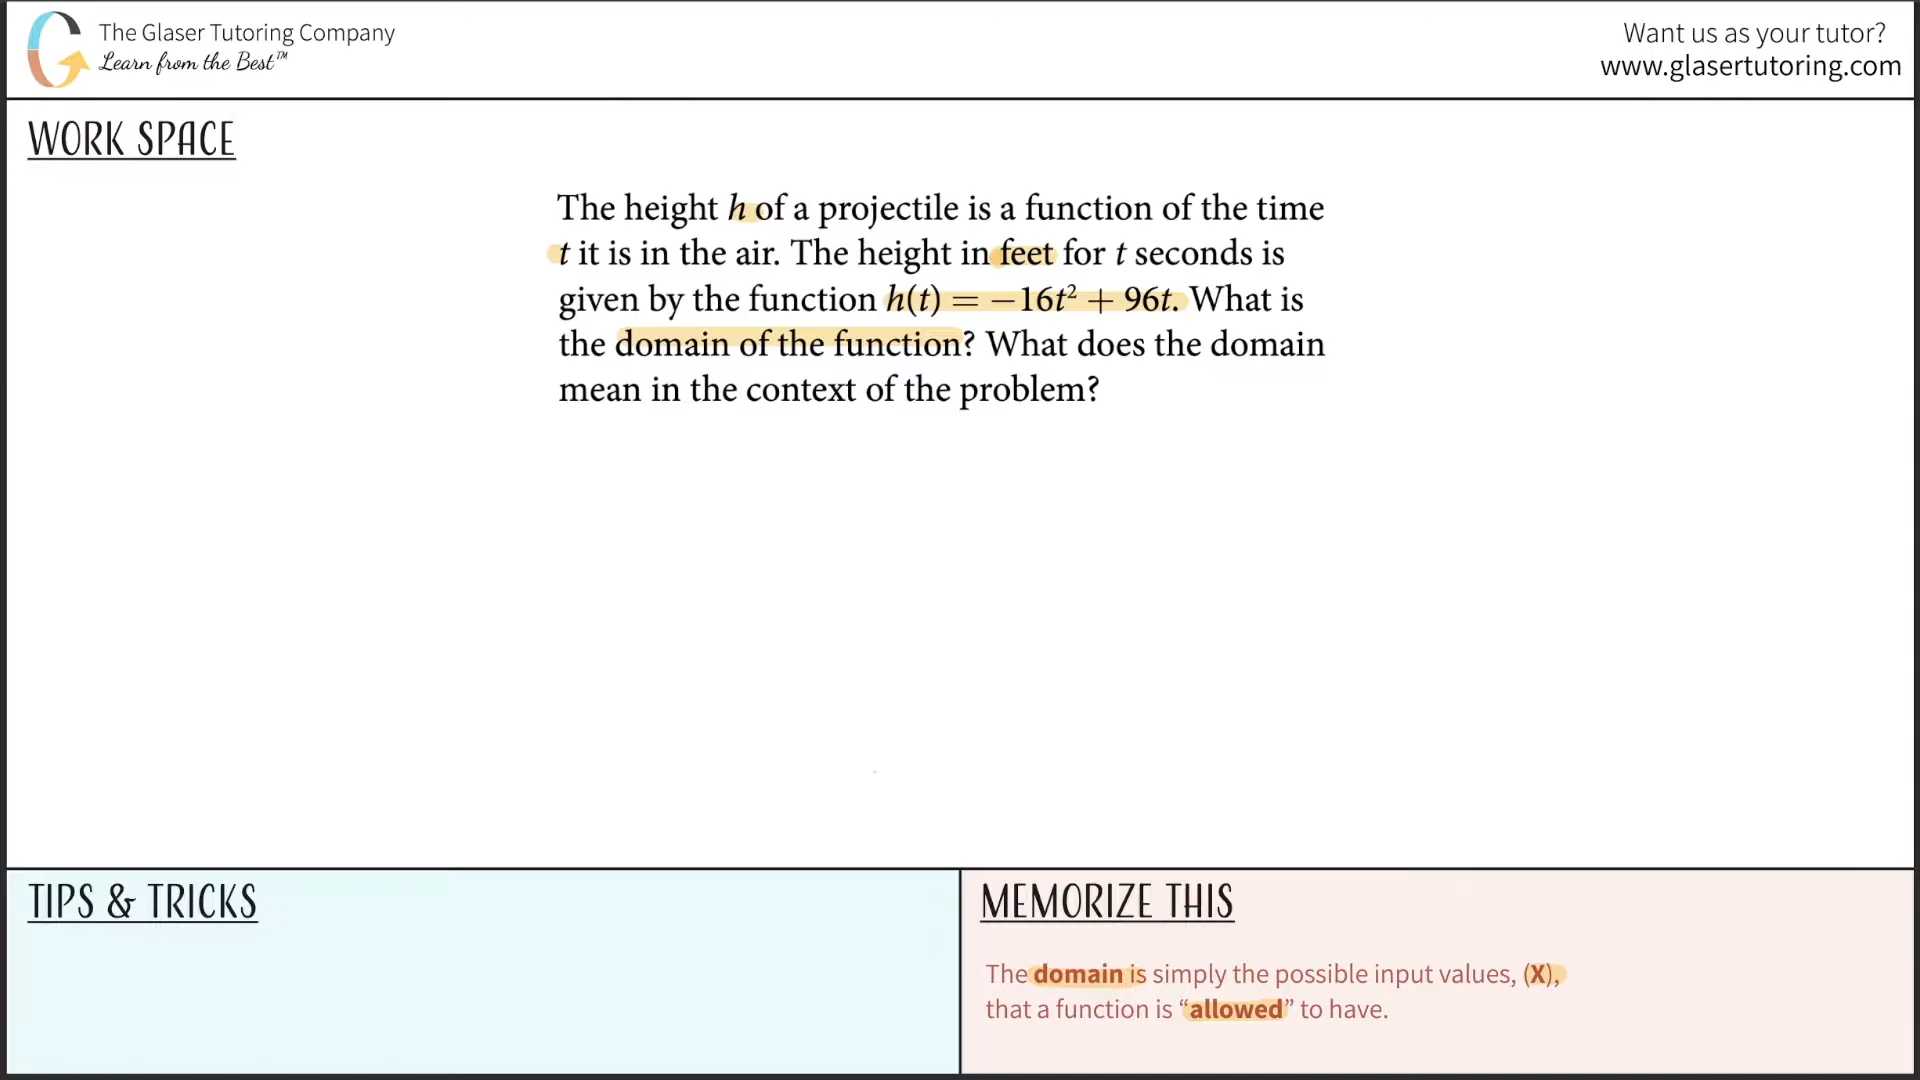 The Glaser Tutoring Company
Learn from the Best™
Want us as your tutor?
www.glasertutoring.com
WORK SPACE
The height h of a projectile is a function of the time
t it is in the air. The height in feet for t seconds is
given by the function h(t) = −16t² + 96t. What is
the domain of the function? What does the domain
mean in the context of the problem?
TIPS & TRICKS
MEMORIZE THIS
The domain is simply the possible input values, (X),
that a function is “allowed” to have.